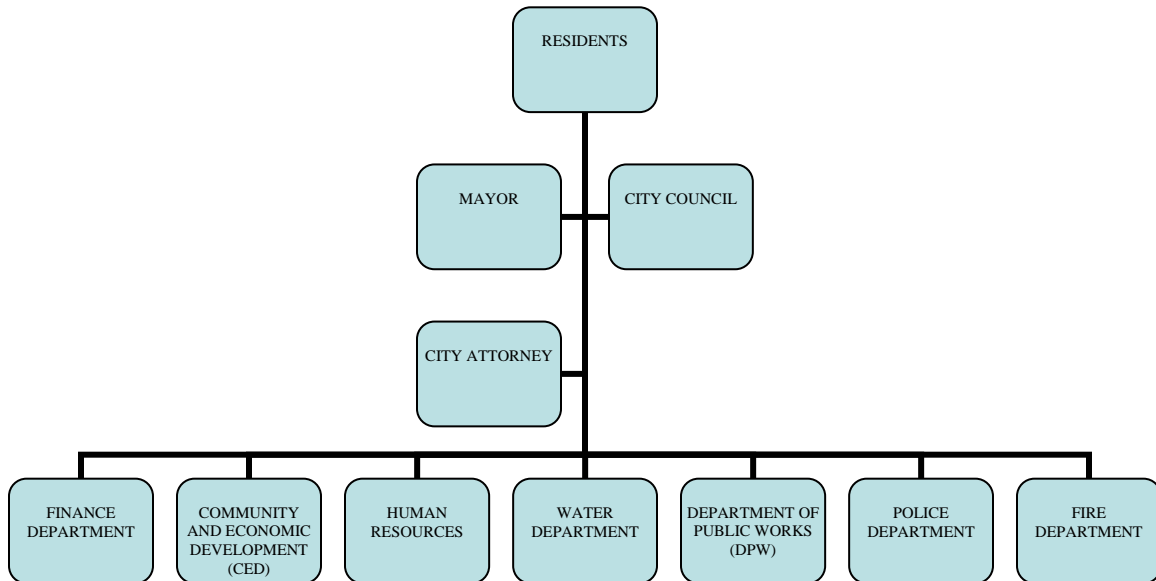 RESIDENTS
MAYOR
CITY COUNCIL
CITY ATTORNEY
FINANCE
DEPARTMENT
COMMUNITY
AND ECONOMIC
DEVELOPMENT
(CED)
HUMAN
RESOURCES
WATER
DEPARTMENT
DEPARTMENT OF
PUBLIC WORKS
(DPW)
POLICE
DEPARTMENT
FIRE
DEPARTMENT